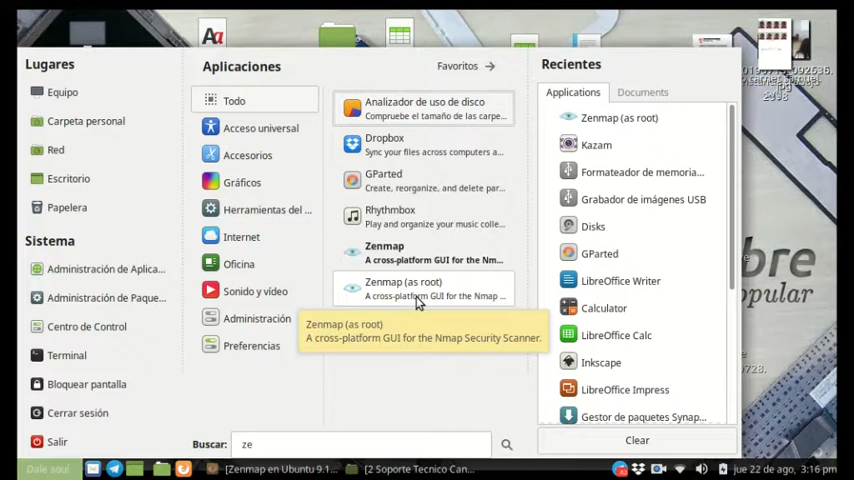 Lugares
Equipo
Carpeta personal
Red
Escritorio
Papelera
Sistema
Administración de Aplica...
Administración de Paque...
Centro de Control
Terminal
Bloquear pantalla
Cerrar sesión
Salir
Aplicaciones
Favoritos
Todo
Acceso universal
Accesorios
Gráficos
Herramientas del ...
Internet
Oficina
Sonido y vídeo
Administración
Preferencias
Analizador de uso de disco
Compruebe el tamaño de las carpe...
Dropbox
Sync your files across computers a...
GParted
Create, reorganize, and delete par...
Rhythmbox
Play and organize your music colle...
Zenmap
A cross-platform GUI for the Nm...
Zenmap (as root)
A cross-platform GUI for the Nmap ...
Zenmap (as root)
A cross-platform GUI for the Nmap Security Scanner.
Buscar:
ze
Recientes
Applications
Documents
Zenmap (as root)
Kazam
Formateador de memoria...
Grabador de imágenes USB
Disks
GParted
LibreOffice Writer
Calculator
LibreOffice Calc
Inkscape
LibreOffice Impress
Gestor de paquetes Synap...
Clear
Aa
ibre
popular
0728.
Dale aquí
[Zenmap en Ubuntu 9.1...
[2 Soporte Tecnico Can...
jue 22 de ago, 3:16 pm